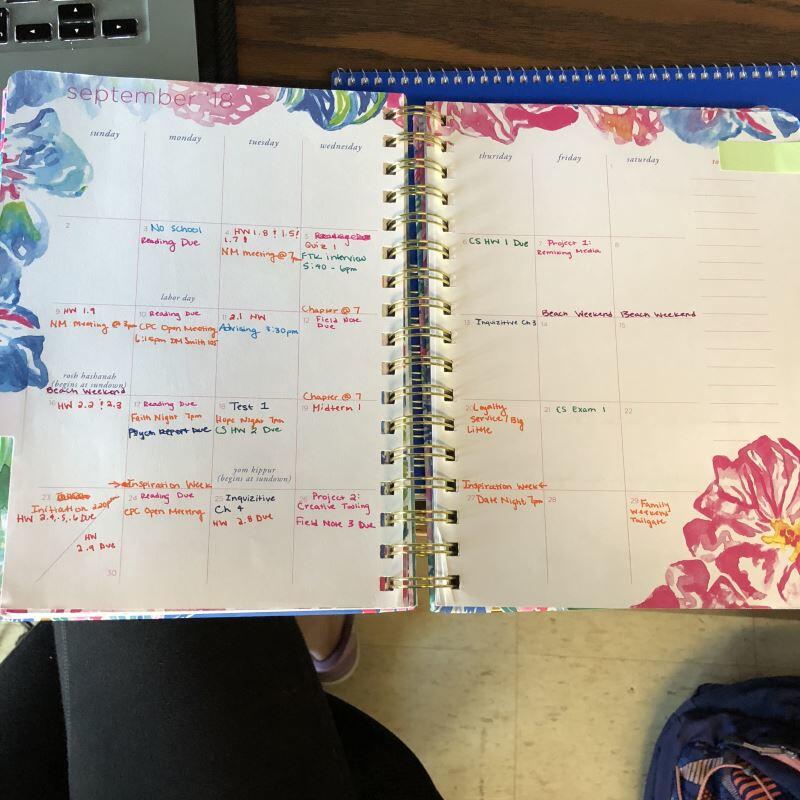 september '18
sunday
monday
tuesday
wednesday
thursday
friday
saturday
1
2
3 No School
Reading Due
labor day
4 HW 1.8 ! 1.5!
1.7!
NM meeting @ 7pm
5
Quiz 1
FTK interview
5:40 - 6pm
6 CS HW 1 Due
7 Project 1:
Remixing Media
8
9 HW 1.9
NM Meeting @ 7pm
rosh hashanah
(begins at sundown)
Beach Weekend
10 Reading Due
CPC Open Meeting
6:15pm DM Smith 105
11 2.1 HW
Advising 3:30pm
Chapter @ 7
12 Field Note
Due
13 Inquizitive Ch 3
Beach Weekend
14
Beach Weekend
15
16 HW 2.2 ! 2.3
17 Reading Due
Faith Night 7pm
Psych Report Due
Inspiration Week
18 Test 1
Hope Night 7pm
CS HW 2 Due
yom kippur
(begins at sundown)
Chapter @ 7
19 Midterm 1
20 Loyalty
Service / Big
Little
Inspiration Week
21 CS Exam 1
22
23
Initiation 220pm
HW 2.4,.5,.6 Due
HW
2.9 Due
30
24 Reading Due
CPC Open Meeting
25 Inquizitive
Ch 4
HW 2.8 Due
26 Project 2:
Creative Tooling
Field Note 3 Due
27 Date Night 7pm
28
29 Family
Weekend
Tailgate